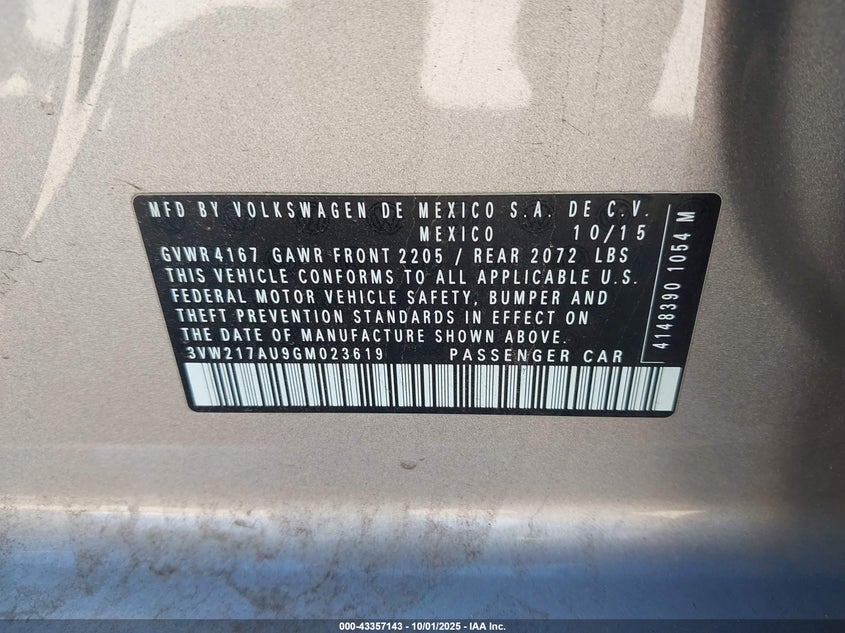 MFD BY VOLKSWAGEN DE MEXICO S.A. DE C.V.
MEXICO 10/15
GVWR4167 GAWR FRONT 2205 / REAR 2072 LBS
THIS VEHICLE CONFORMS TO ALL APPLICABLE U.S.
FEDERAL MOTOR VEHICLE SAFETY, BUMPER AND
THEFT PREVENTION STANDARDS IN EFFECT ON
THE DATE OF MANUFACTURE SHOWN ABOVE.
3VW217AU9GM023619 PASSENGER CAR
4148390 1054 M
000-43357143 - 10/01/2025 - IAA Inc.